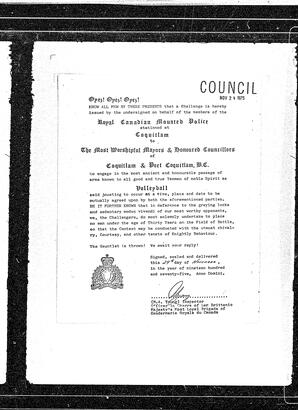 COUNCIL
NOV 24 1975
Oyez! Oyez! Oyez!
KNOW ALL MEN BY THESE PRESENTS that a Challenge is hereby
issued by the undersigned on behalf of the members of the
Royal Canadian Mounted Police
stationed at
Coquitlam
to
The Most Worshipful Mayors & Honoured Councillors
of
Coquitlam & Port Coquitlam, B.C.
to engage in the most ancient and honourable passage of
arms known to all good and true Yeomen of noble Spirit as
Volleyball
said jousting to occur at a time, place and date to be
mutually agreed upon by both the aforementioned parties.
BE IT FURTHER KNOWN that in deference to the greying locks
and sedentary modus vivendi of our most worthy opponents,
we, the Challengers, do most solemnly undertake to place
no men under the age of Thirty Years on the Field of Battle,
so that the Contest may be conducted with the utmost chival-
ry, Courtesy, and other tenets of Knightly Behaviour.
The Gauntlet is thrown! We await your reply!
Signed, sealed and delivered
this day of
in the year of nineteen hundred
and seventy-five, Anno Domini.
Inspector
Officer in Charge of Her Brittanic
Majesty's Most Loyal Brigade of
Gendarmerie Royale du Canada